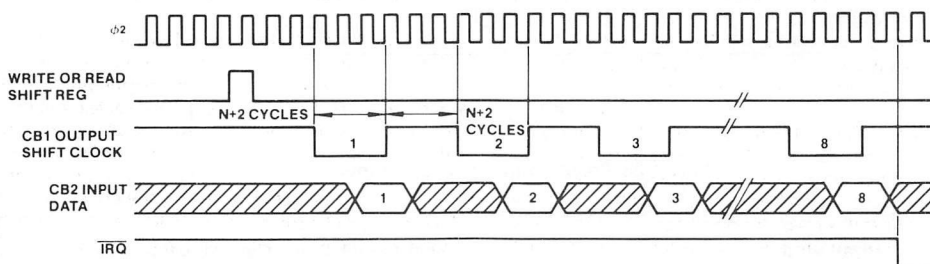 ϕ2
WRITE OR READ
SHIFT REG
N+2 CYCLES
N+2
CYCLES
CB1 OUTPUT
SHIFT CLOCK
1
2
3
8
CB2 INPUT
DATA
1
2
3
8
IRQ